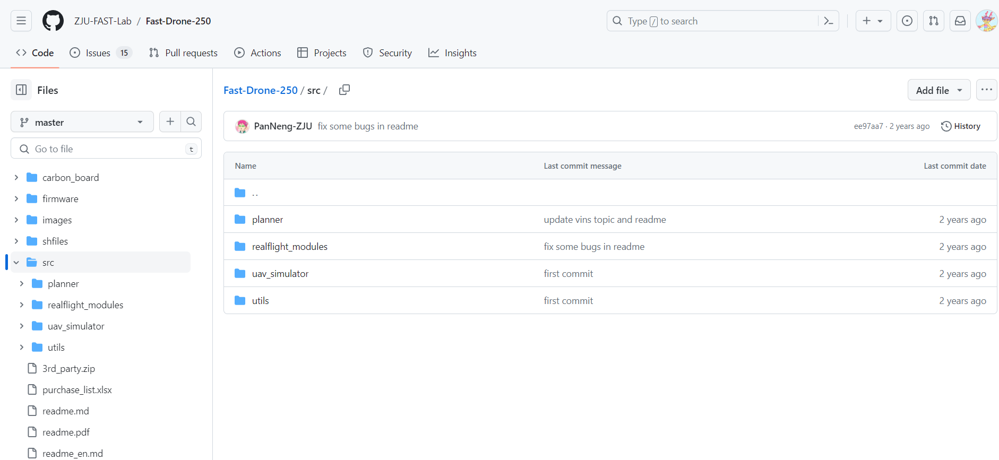 ZJU-FAST-Lab / Fast-Drone-250
Type / to search
Code
Issues 15
Pull requests
Actions
Projects
Security
Insights
Files
master
Go to file
t
carbon_board
firmware
images
shfiles
src
planner
realflight_modules
uav_simulator
utils
3rd_party.zip
purchase_list.xlsx
readme.md
readme.pdf
readme_en.md
Fast-Drone-250 / src /
Add file
PanNeng-ZJU fix some bugs in readme
ee97aa7 · 2 years ago
History
Name Last commit message Last commit date
..
planner update vins topic and readme 2 years ago
realflight_modules fix some bugs in readme 2 years ago
uav_simulator first commit 2 years ago
utils first commit 2 years ago